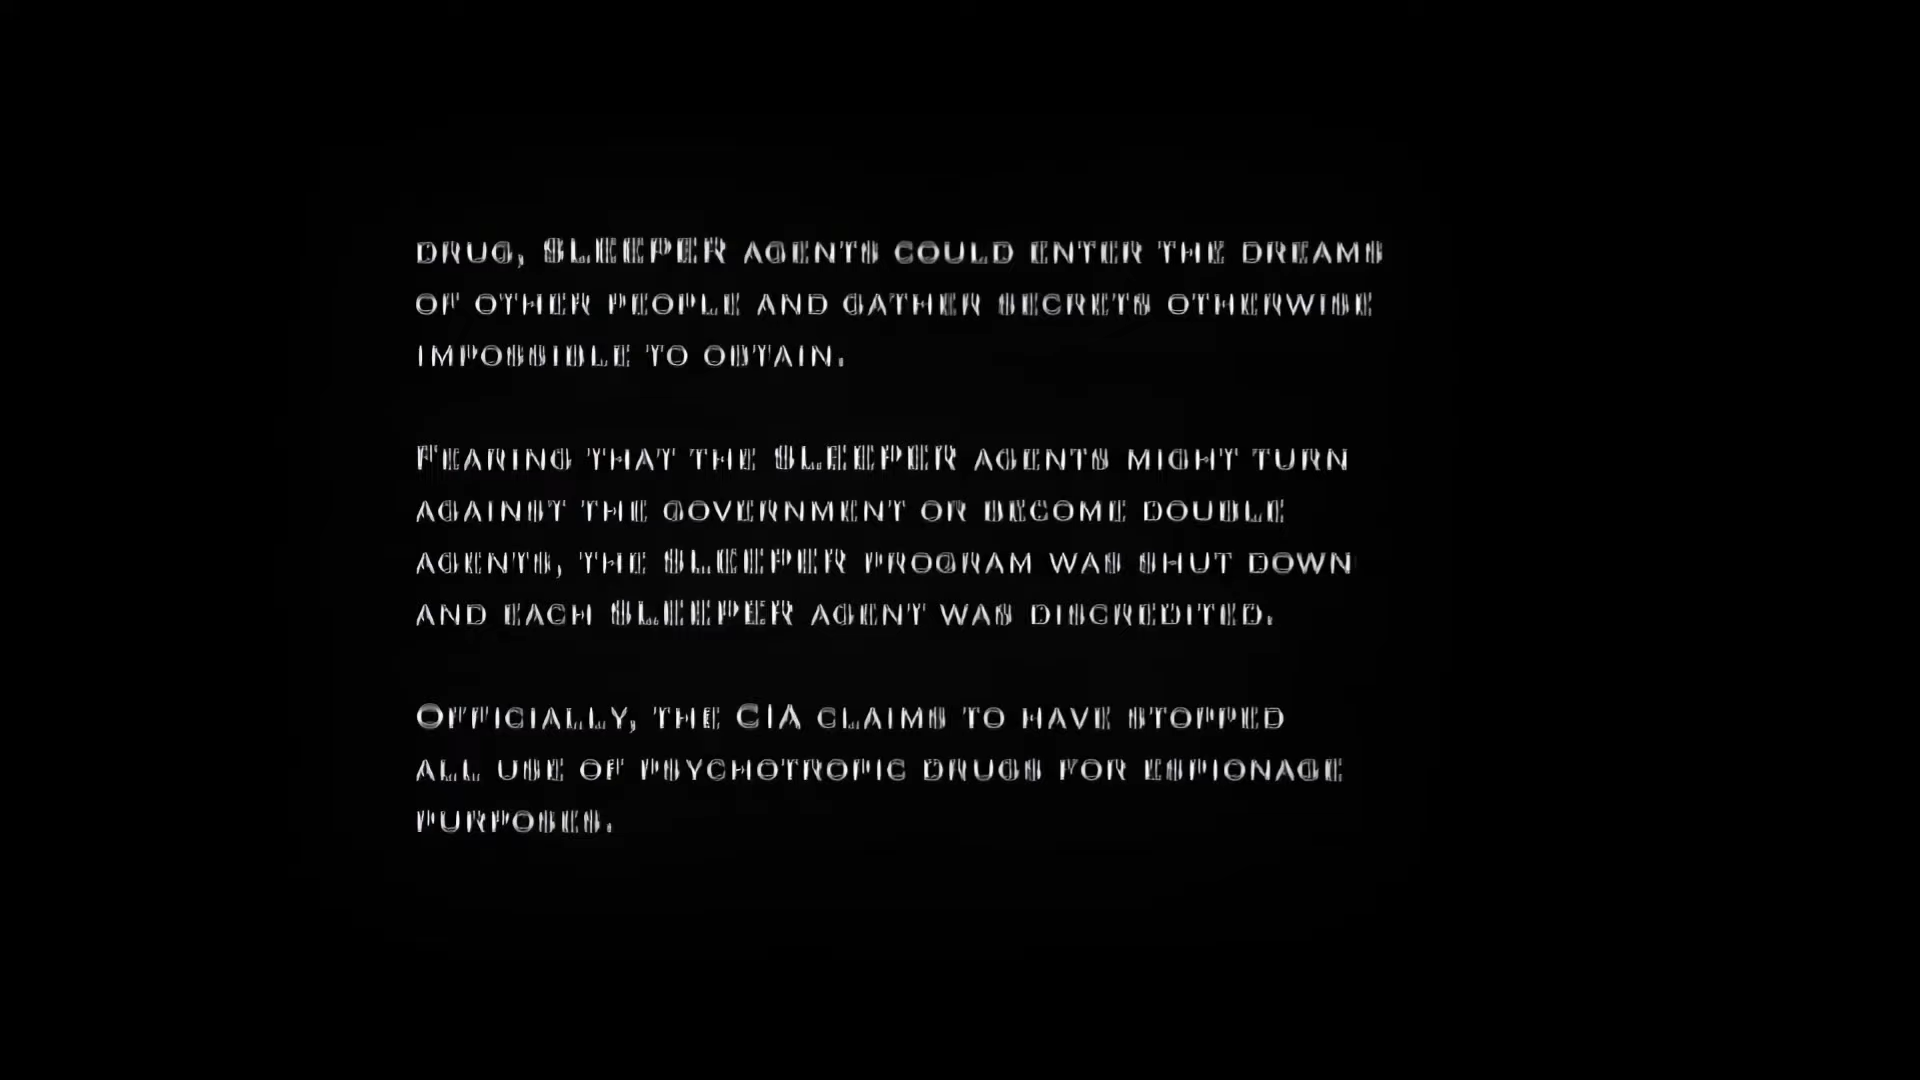 DRUG, SLEEPER AGENTS COULD ENTER THE DREAMS
OF OTHER PEOPLE AND GATHER SECRETS OTHERWISE
IMPOSSIBLE TO OBTAIN.
FEARING THAT THE SLEEPER AGENTS MIGHT TURN
AGAINST THE GOVERNMENT OR BECOME DOUBLE
AGENTS, THE SLEEPER PROGRAM WAS SHUT DOWN
AND EACH SLEEPER AGENT WAS DISCREDITED.
OFFICIALLY, THE CIA CLAIMS TO HAVE STOPPED
ALL USE OF PSYCHOTROPIC DRUGS FOR ESPIONAGE
PURPOSES.